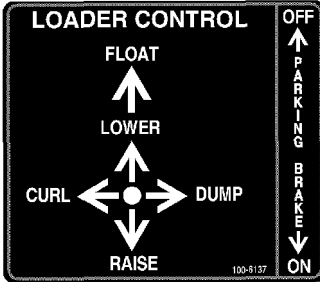 LOADER CONTROL
FLOAT
LOWER
CURL
DUMP
RAISE
100-6137
OFF
PARKING BRAKE
ON